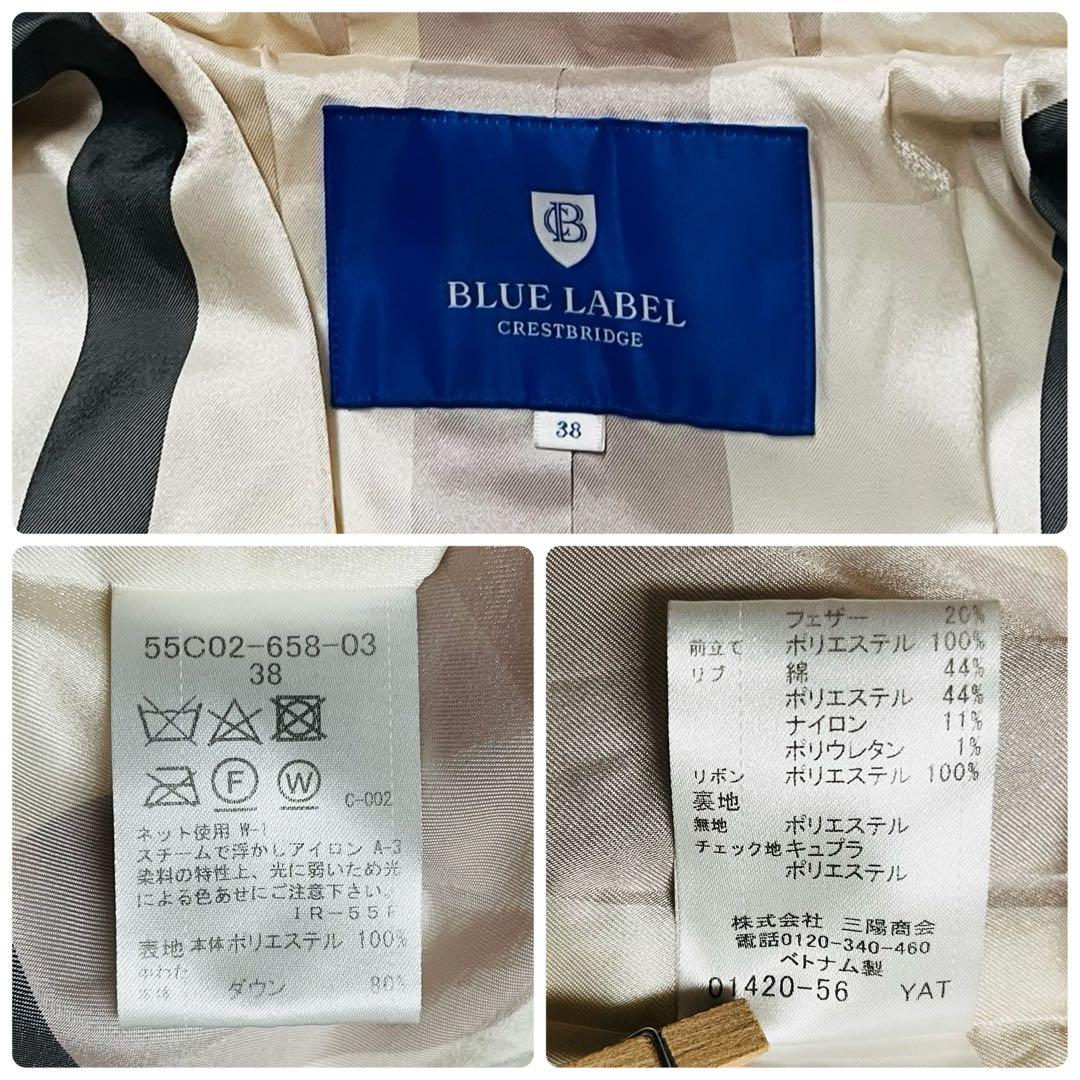 CB
BLUE LABEL
CRESTBRIDGE
38
55C02-658-03
38
F W
C-002
ネット使用 W-1
スチームで浮かしアイロン A-3
染料の特性上、光に弱いため光
による色あせにご注意下さい。
IR-55F
表地 本体 ポリエステル 100%
ダウン 80%
フェザー 20%
前立て ポリエステル 100%
リブ 綿 44%
ポリエステル 44%
ナイロン 11%
ポリウレタン 1%
リボン ポリエステル 100%
裏地
無地 ポリエステル
チェック地 キュプラ
ポリエステル
株式会社 三陽商会
電話0120-340-460
ベトナム製
01420-56 YAT